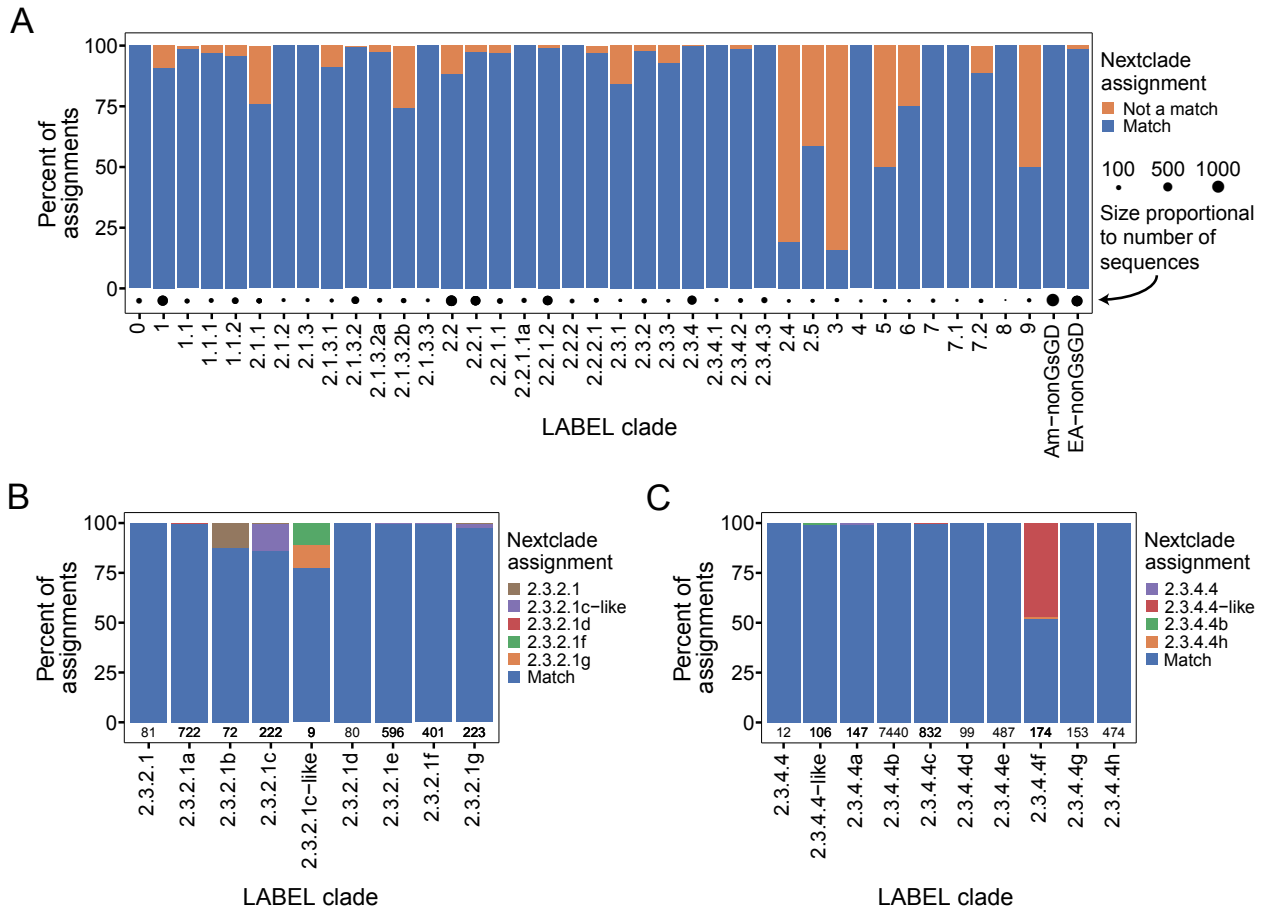 A
Percent of
assignments
100
75
50
25
0
0
1
1.1
1.1.1
1.1.2
2.1.1
2.1.2
2.1.3
2.1.3.1
2.1.3.2
2.1.3.2a
2.1.3.2b
2.1.3.3
2.2
2.2.1
2.2.1.1
2.2.1.1a
2.2.1.2
2.2.2
2.2.2.1
2.3.1
2.3.2
2.3.3
2.3.4
2.3.4.1
2.3.4.2
2.3.4.3
2.4
2.5
3
4
5
6
7
7.1
7.2
8
9
Am−nonGsGD
EA−nonGsGD
LABEL clade
Nextclade
assignment
Not a match
Match
100 500 1000
Size proportional
to number of
sequences
B
Percent of
assignments
100
75
50
25
0
81 722 72 222 9 80 596 401 223
2.3.2.1
2.3.2.1a
2.3.2.1b
2.3.2.1c
2.3.2.1c−like
2.3.2.1d
2.3.2.1e
2.3.2.1f
2.3.2.1g
LABEL clade
Nextclade
assignment
2.3.2.1
2.3.2.1c−like
2.3.2.1d
2.3.2.1f
2.3.2.1g
Match
C
Percent of
assignments
100
75
50
25
0
12 106 147 7440 832 99 487 174 153 474
2.3.4.4
2.3.4.4−like
2.3.4.4a
2.3.4.4b
2.3.4.4c
2.3.4.4d
2.3.4.4e
2.3.4.4f
2.3.4.4g
2.3.4.4h
LABEL clade
Nextclade
assignment
2.3.4.4
2.3.4.4−like
2.3.4.4b
2.3.4.4h
Match